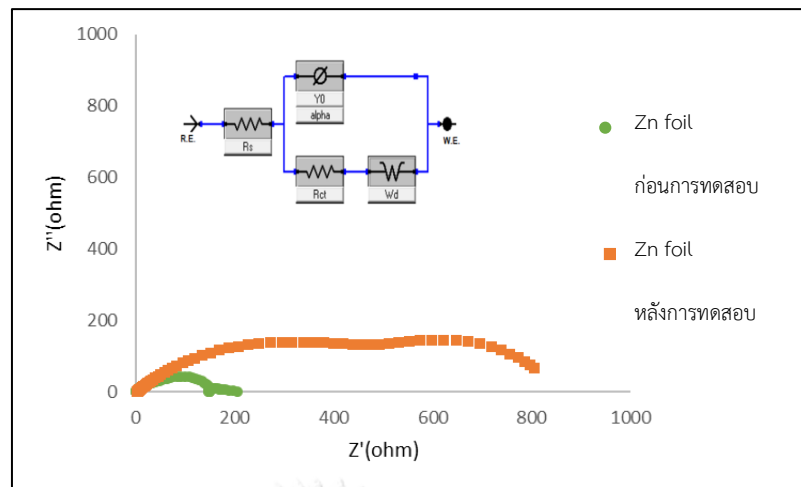 1000
800
600
400
200
0
Z''(ohm)
0 200 400 600 800 1000
Z'(ohm)
R.E.
Rs
Y0
alpha
Rct
Wd
W.E.
Zn foil
ก่อนการทดสอบ
Zn foil
หลังการทดสอบ